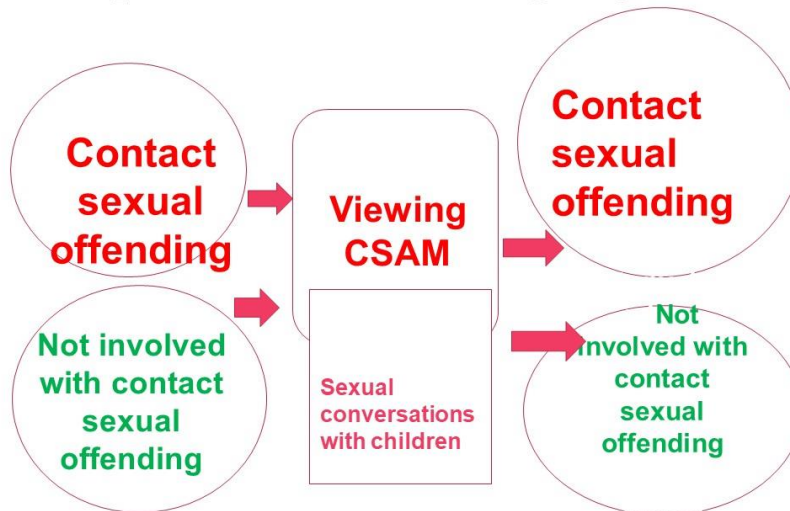 Contact
sexual
offending
Not involved
with contact
sexual
offending
Viewing
CSAM
Sexual
conversations
with children
Contact
sexual
offending
Not
involved with
contact
sexual
offending